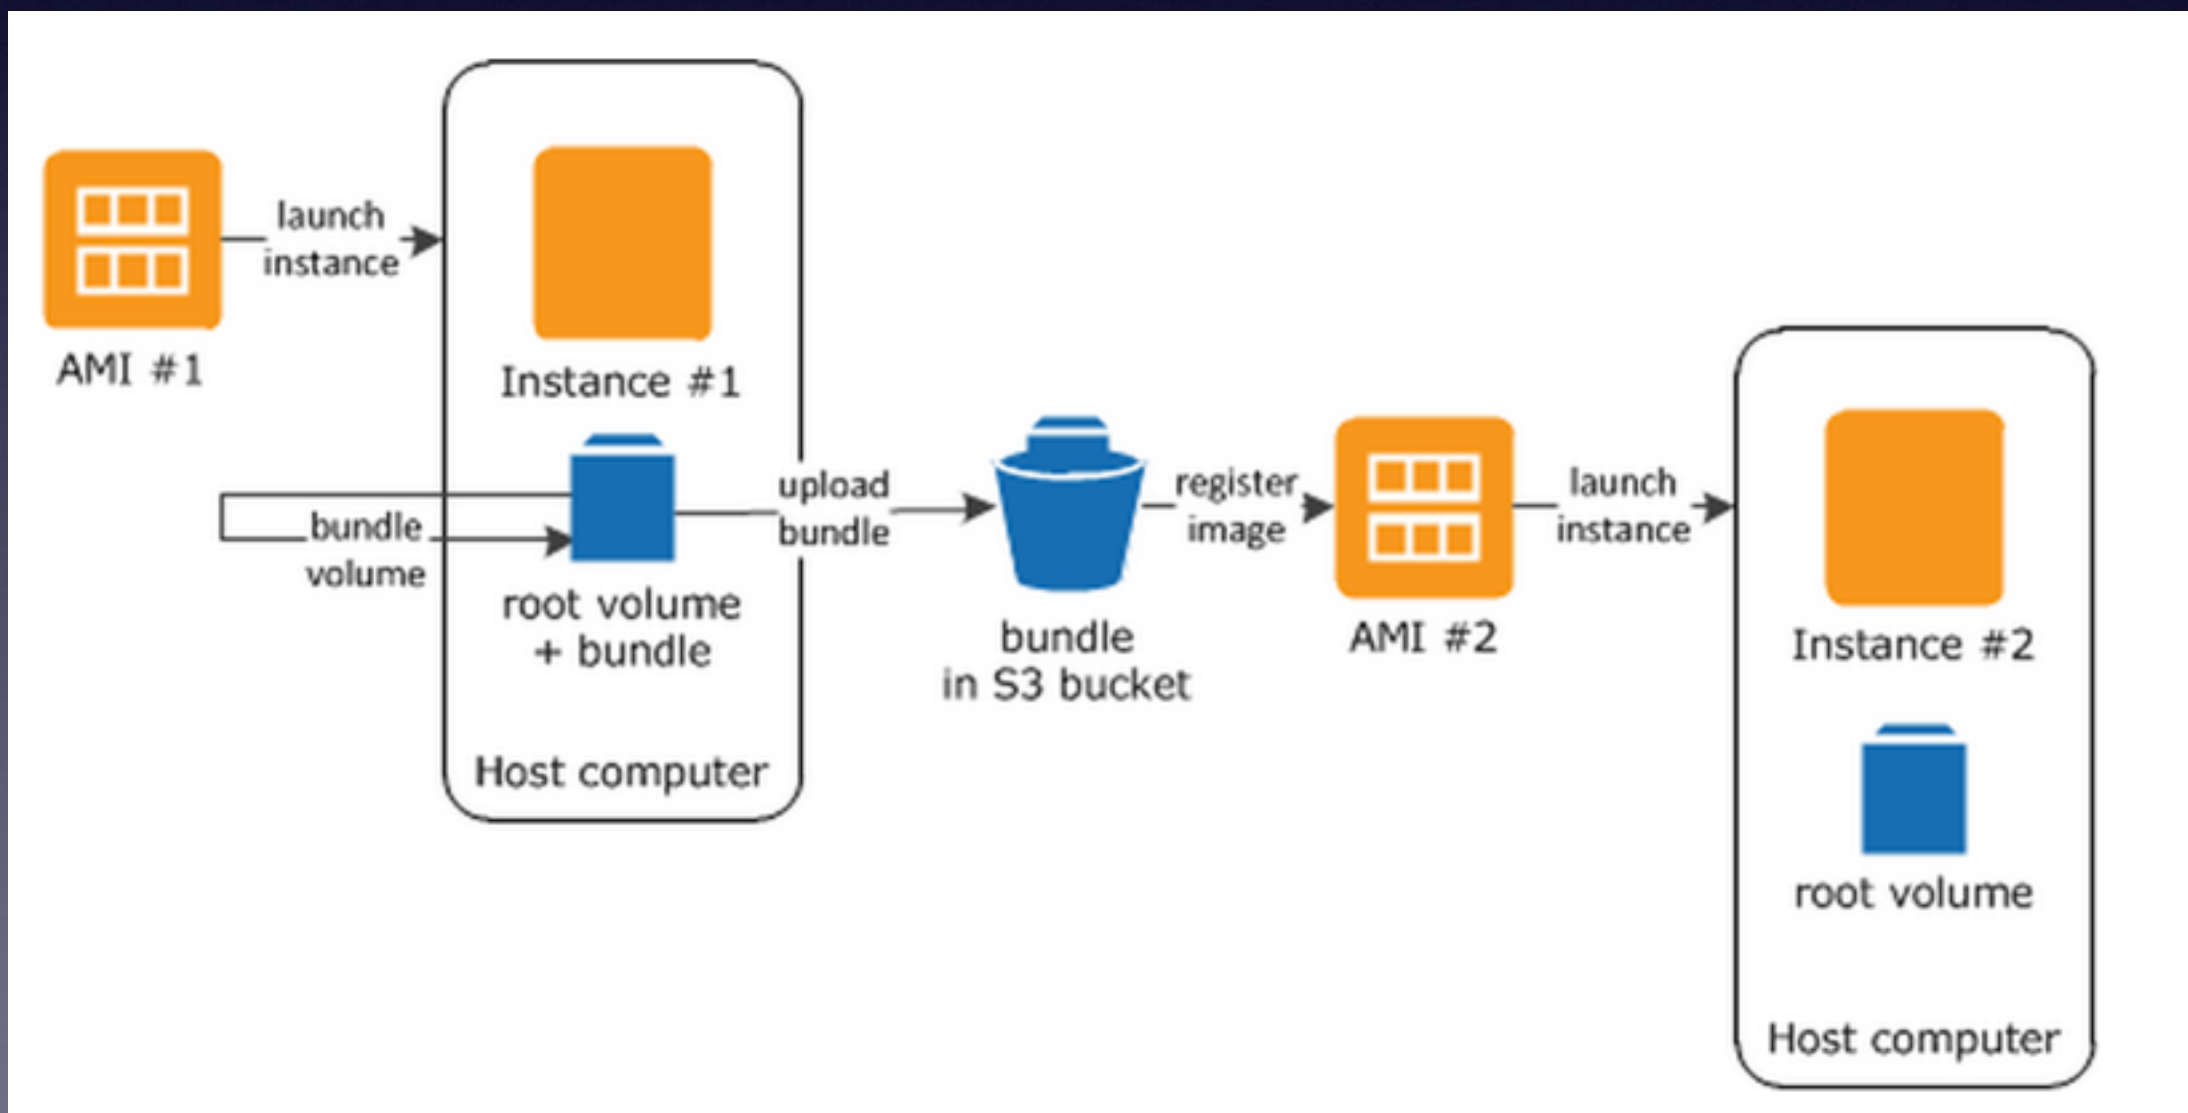 launch
instance
AMI #1
Instance #1
bundle
volume
root volume
+ bundle
Host computer
upload
bundle
bundle
in S3 bucket
register
image
AMI #2
launch
instance
Instance #2
root volume
Host computer